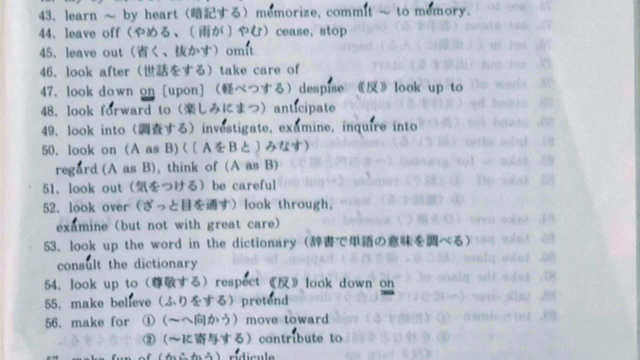 43. learn ～ by heart (暗記する) memorize, commit ～ to memory.
44. leave off (やめる、(雨が) やむ) cease, stop
45. leave out (省く、抜かす) omit
46. look after (世話をする) take care of
47. look down on [upon] (軽べつする) despise 《反》look up to
48. look forward to (楽しみにまつ) anticipate
49. look into (調査する) investigate, examine, inquire into
50. look on (A as B) (〔AをBと〕みなす)
regard (A as B), think of (A as B)
51. look out (気をつける) be careful
52. look over (ざっと目を通す) look through,
examine (but not with great care)
53. look up the word in the dictionary (辞書で単語の意味を調べる)
consult the dictionary
54. look up to (尊敬する) respect 《反》look down on
55. make believe (ふりをする) pretend
56. make for ① (～へ向かう) move toward
② (～に寄与する) contribute to
57. make fun of (からかう) ridicule